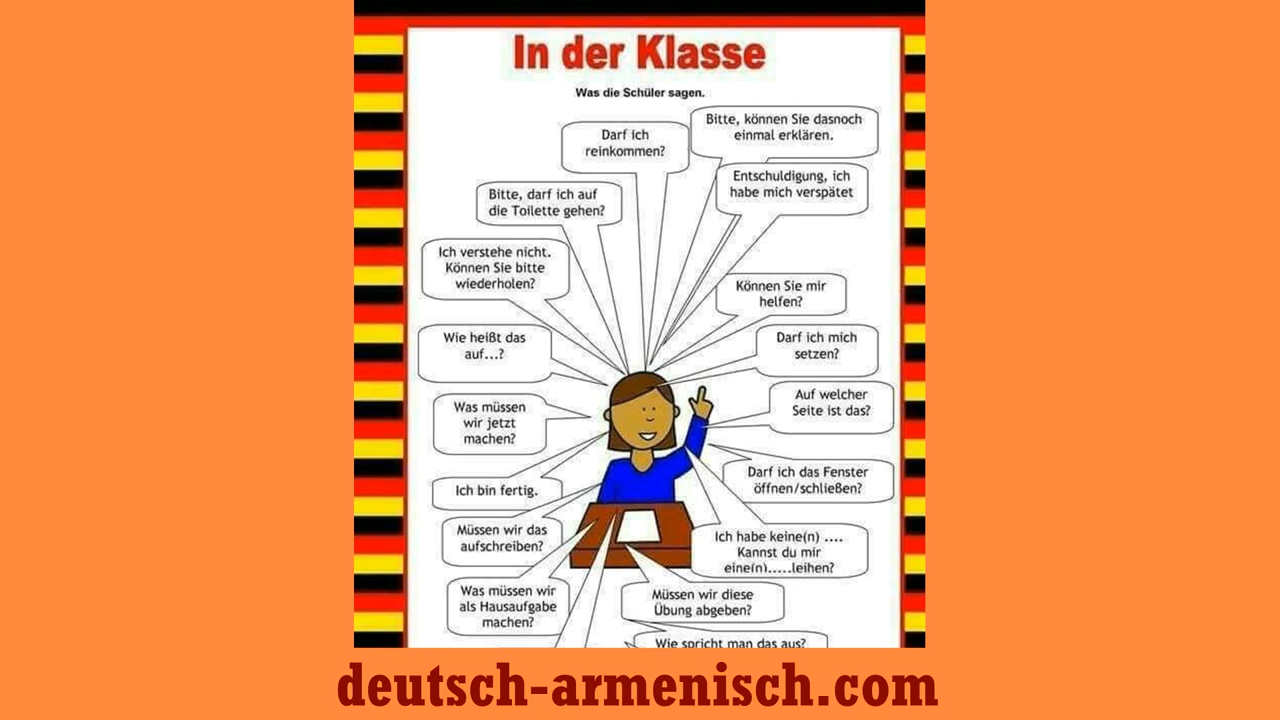 In der Klasse
Was die Schüler sagen.
Bitte, können Sie dasnoch
einmal erklären.
Darf ich
reinkommen?
Entschuldigung, ich
habe mich verspätet
Bitte, darf ich auf
die Toilette gehen?
Ich verstehe nicht.
Können Sie bitte
wiederholen?
Können Sie mir
helfen?
Wie heißt das
auf...?
Darf ich mich
setzen?
Auf welcher
Seite ist das?
Was müssen
wir jetzt
machen?
Darf ich das Fenster
öffnen/schließen?
Ich bin fertig.
Müssen wir das
aufschreiben?
Ich habe keine(n) ....
Kannst du mir
eine(n).....leihen?
Was müssen wir
als Hausaufgabe
machen?
Müssen wir diese
Übung abgeben?
Wie spricht man das aus?
deutsch-armenisch.com